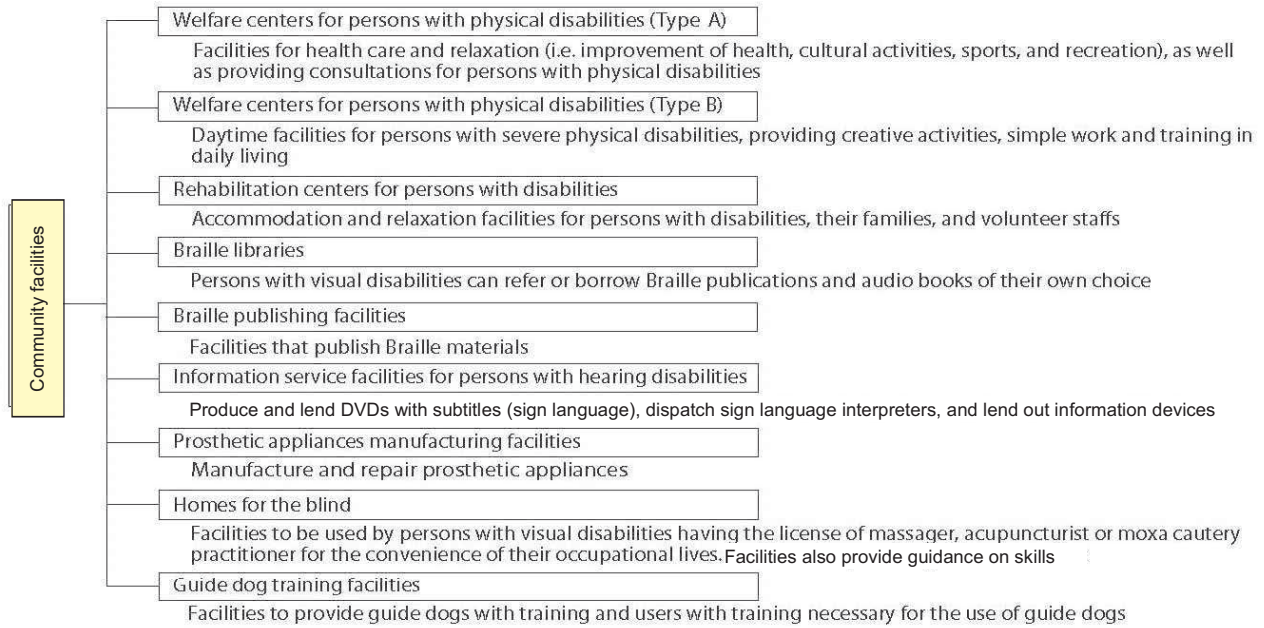 Community facilities
Welfare centers for persons with physical disabilities (Type A)
Facilities for health care and relaxation (i.e. improvement of health, cultural activities, sports, and recreation), as well
as providing consultations for persons with physical disabilities
Welfare centers for persons with physical disabilities (Type B)
Daytime facilities for persons with severe physical disabilities, providing creative activities, simple work and training in
daily living
Rehabilitation centers for persons with disabilities
Accommodation and relaxation facilities for persons with disabilities, their families, and volunteer staffs
Braille libraries
Persons with visual disabilities can refer or borrow Braille publications and audio books of their own choice
Braille publishing facilities
Facilities that publish Braille materials
Information service facilities for persons with hearing disabilities
Produce and lend DVDs with subtitles (sign language), dispatch sign language interpreters, and lend out information devices
Prosthetic appliances manufacturing facilities
Manufacture and repair prosthetic appliances
Homes for the blind
Facilities to be used by persons with visual disabilities having the license of massager, acupuncturist or moxa cautery
practitioner for the convenience of their occupational lives. Facilities also provide guidance on skills
Guide dog training facilities
Facilities to provide guide dogs with training and users with training necessary for the use of guide dogs